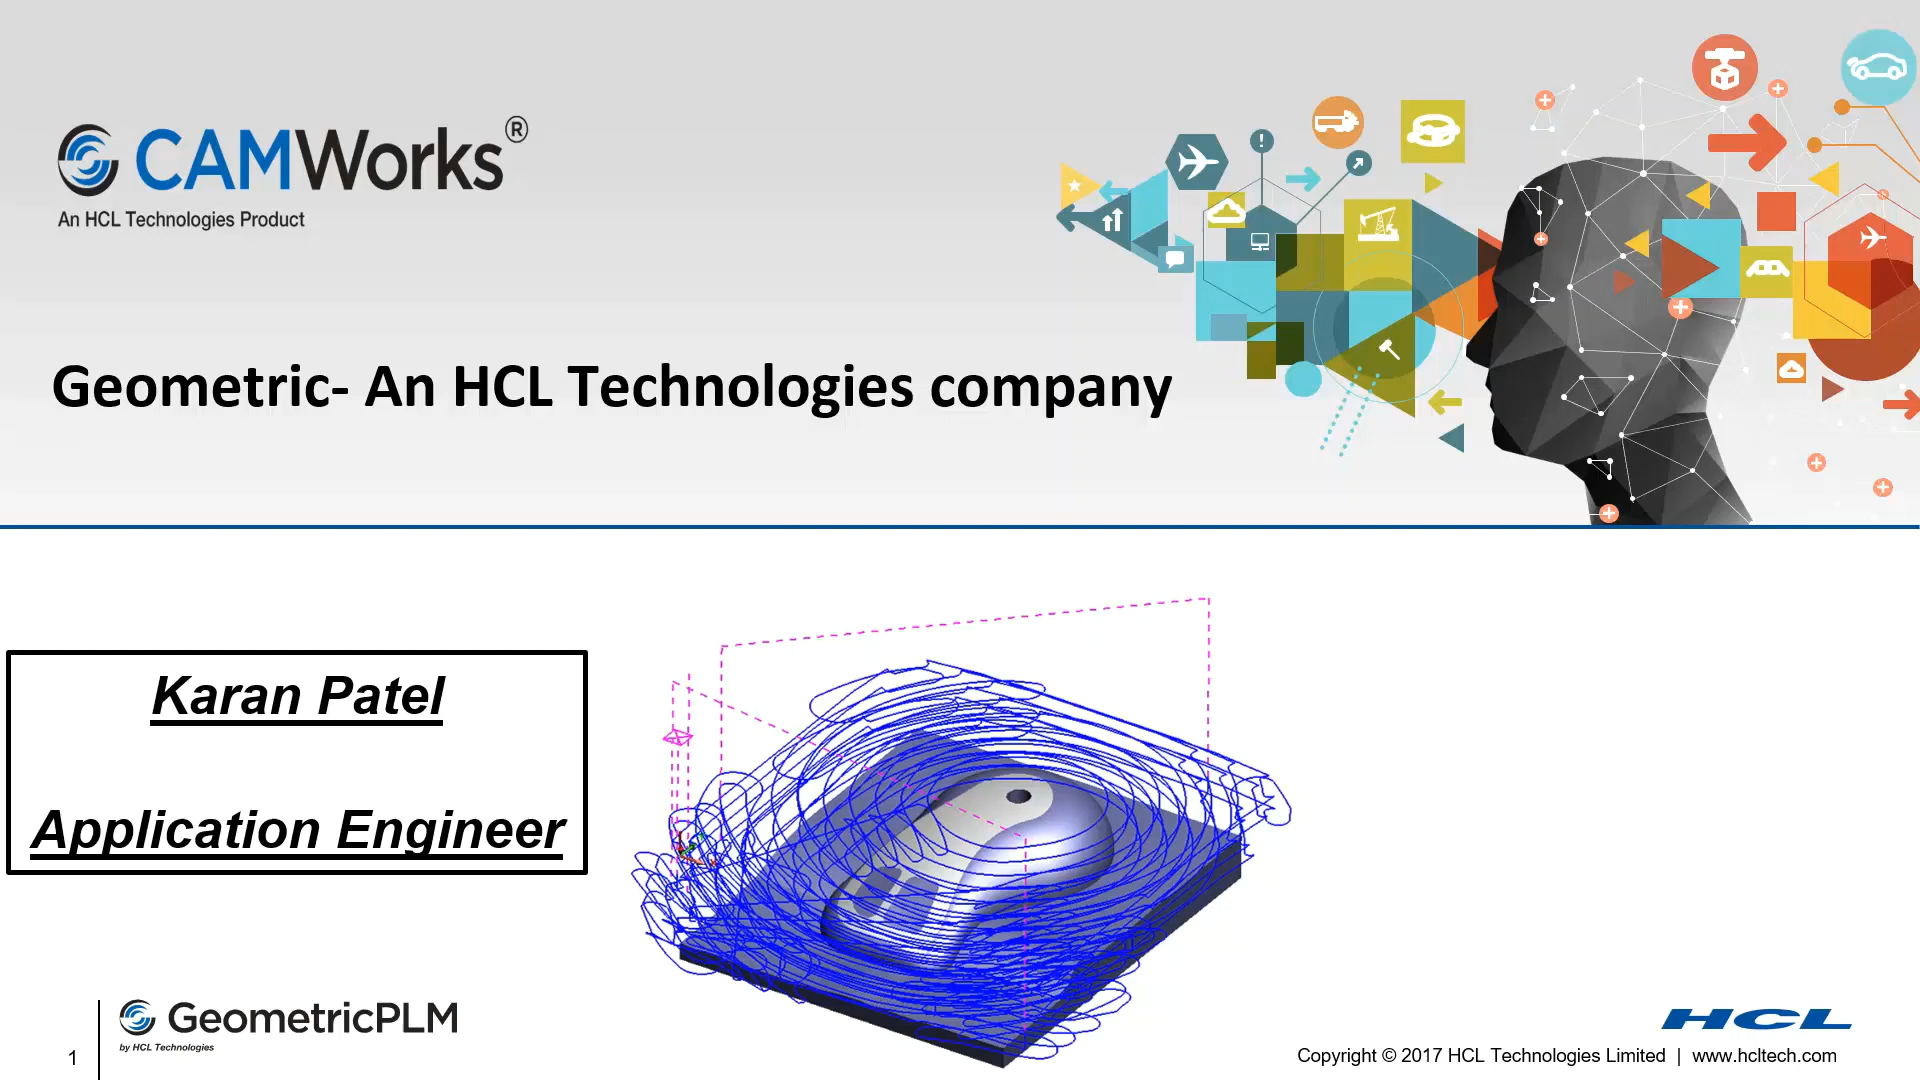 CAMWorks®
An HCL Technologies Product
Geometric- An HCL Technologies company
Karan Patel
Application Engineer
GeometricPLM
by HCL Technologies
1
HCL
Copyright © 2017 HCL Technologies Limited | www.hcltech.com